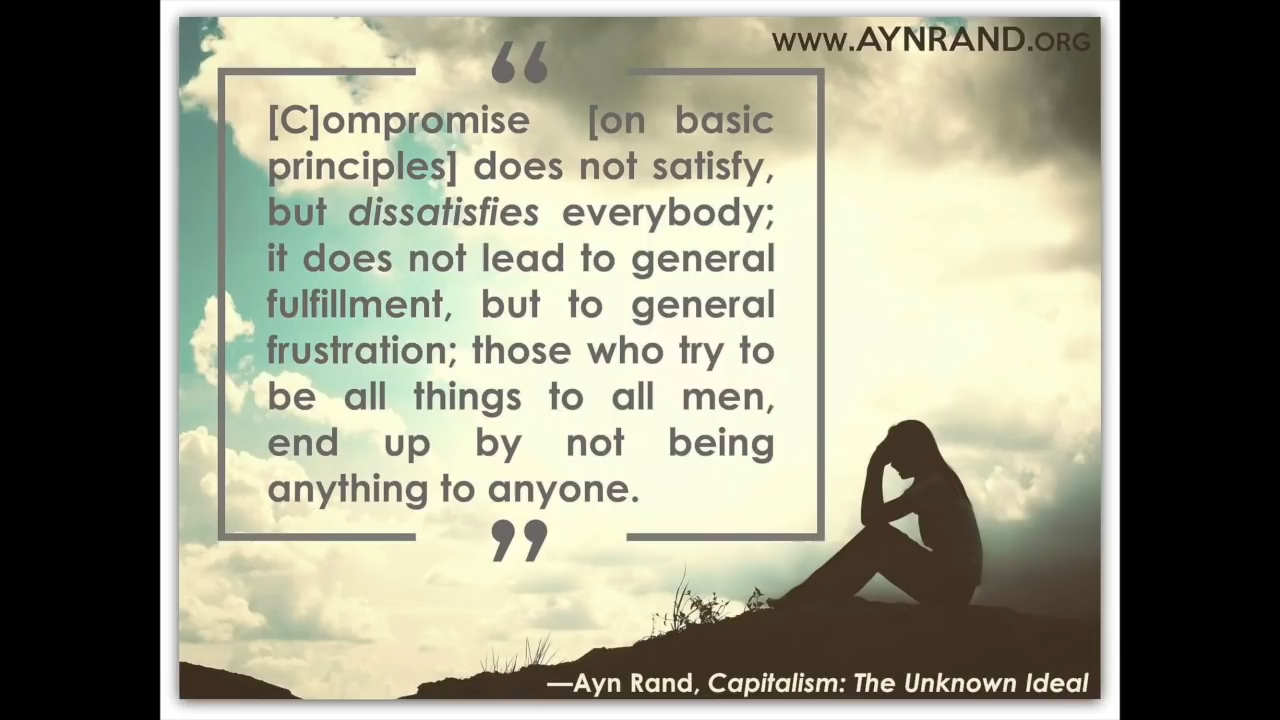 www.AYNRAND.ORG
“
[C]ompromise [on basic
principles] does not satisfy,
but dissatisfies everybody;
it does not lead to general
fulfillment, but to general
frustration; those who try to
be all things to all men,
end up by not being
anything to anyone.
”
—Ayn Rand, Capitalism: The Unknown Ideal